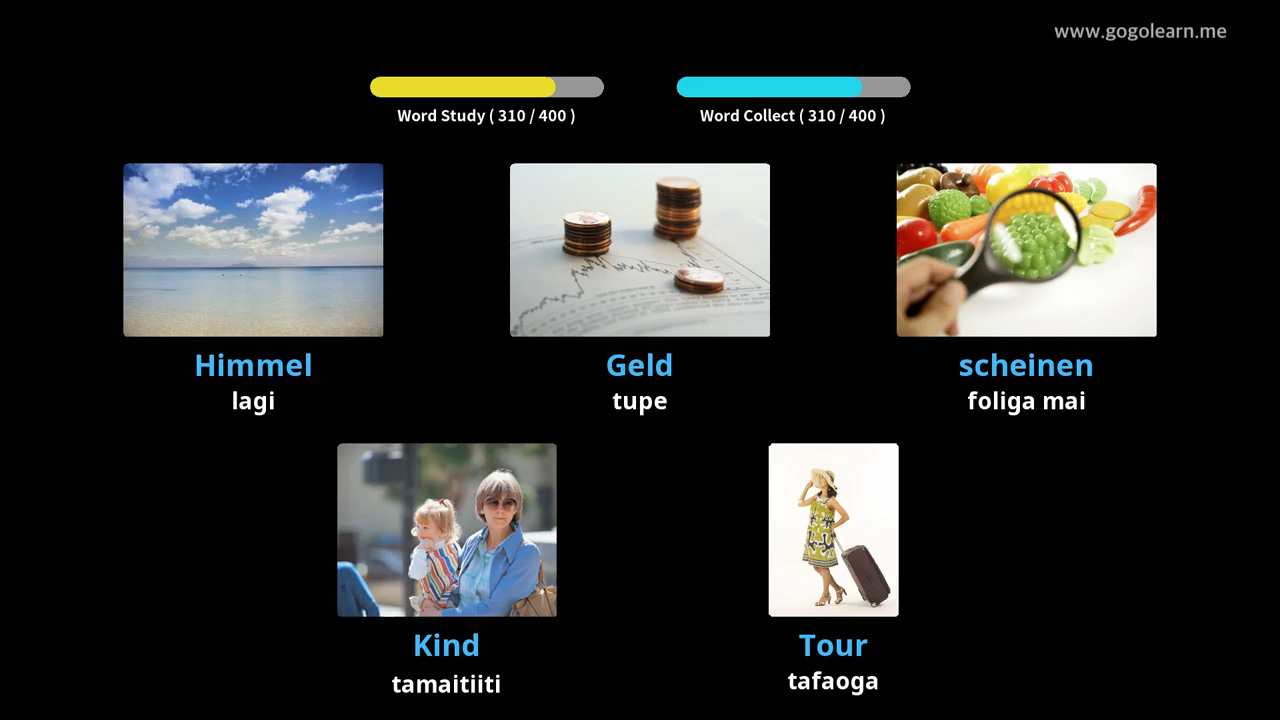 www.gogolearn.me
Word Study ( 310 / 400 )
Word Collect ( 310 / 400 )
Himmel
lagi
Geld
tupe
scheinen
foliga mai
Kind
tamaitiiti
Tour
tafaoga